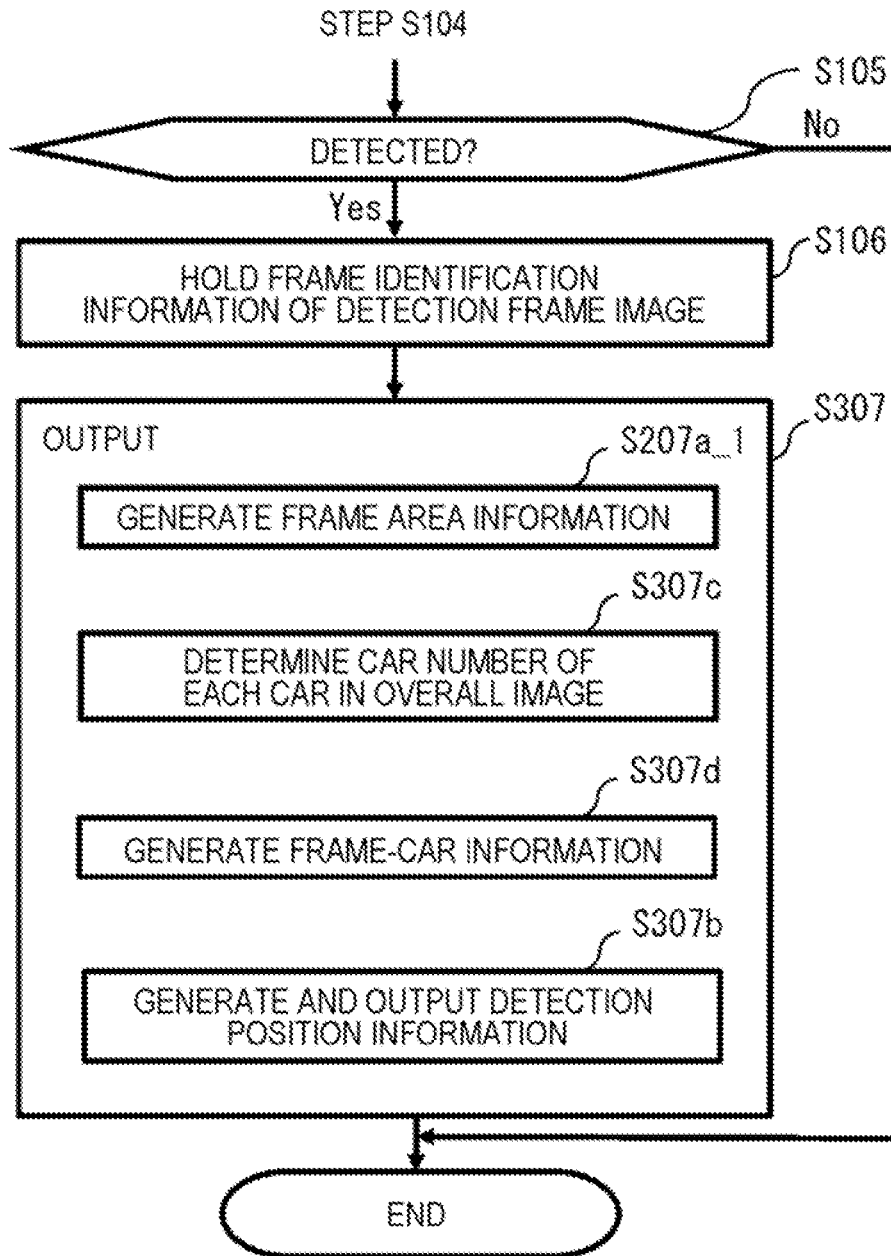 STEP S104
S105
DETECTED?
No
Yes
S106
HOLD FRAME IDENTIFICATION
INFORMATION OF DETECTION FRAME IMAGE
S307
OUTPUT
S207a_1
GENERATE FRAME AREA INFORMATION
S307c
DETERMINE CAR NUMBER OF
EACH CAR IN OVERALL IMAGE
S307d
GENERATE FRAME-CAR INFORMATION
S307b
GENERATE AND OUTPUT DETECTION
POSITION INFORMATION
END